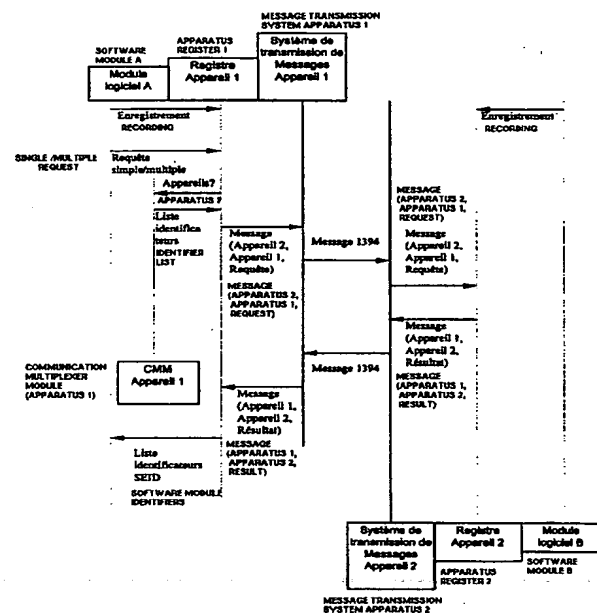 MESSAGE TRANSMISSION
SYSTEM APPARATUS 1
SOFTWARE
MODULE A
APPARATUS
REGISTER 1
Système de
transmission de
Messages
Appareil 1
Module
logiciel A
Registre
Appareil 1
Enregistrement
RECORDING
Enregistrement
RECORDING
SINGLE /MULTIPLE
REQUEST
Requête
simple/multiple
Appareils?
APPARATUS ?
Liste
identifica
teurs
IDENTIFIER
LIST
Message
(Appareil 2,
Appareil 1,
Requête)
MESSAGE
(APPARATUS 2,
APPARATUS 1,
REQUEST)
Message 1394
MESSAGE
(APPARATUS 2,
APPARATUS 1,
REQUEST)
Message
(Appareil 2,
Appareil 1,
Requête)
Message
(Appareil 1,
Appareil 2,
Résultat)
MESSAGE
(APPARATUS 1,
APPARATUS 2,
RESULT)
Message 1394
COMMUNICATION
MULTIPLEXER
MODULE
(APPARATUS 1)
CMM
Appareil 1
Message
(Appareil 1,
Appareil 2,
Résultat)
MESSAGE
(APPARATUS 1,
APPARATUS 2,
RESULT)
Liste
identificateurs
SEID
SOFTWARE MODULE
IDENTIFIERS
Système de
transmission de
Messages
Appareil 2
Registre
Appareil 2
Module
logiciel B
APPARATUS
REGISTER 2
SOFTWARE
MODULE B
MESSAGE TRANSMISSION
SYSTEM APPARATUS 2